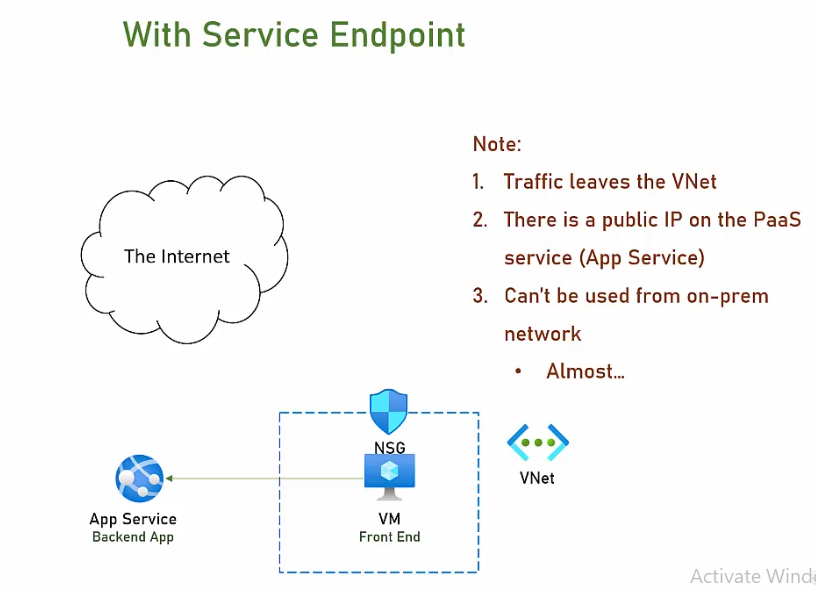 With Service Endpoint
Note:
1. Traffic leaves the VNet
2. There is a public IP on the PaaS
service (App Service)
3. Can't be used from on-prem
network
• Almost...
The Internet
NSG
VNet
App Service
Backend App
VM
Front End
Activate